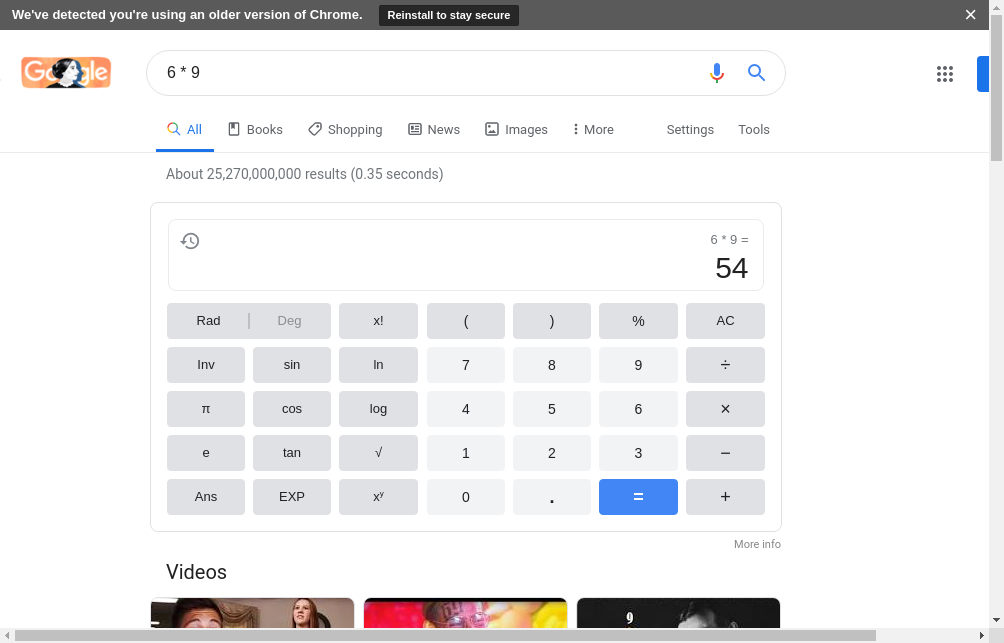 We've detected you're using an older version of Chrome. Reinstall to stay secure
Google
6 * 9
All Books Shopping News Images More Settings Tools
About 25,270,000,000 results (0.35 seconds)
6 * 9 =
54
Rad Deg x! ( ) % AC
Inv sin ln 7 8 9 ÷
π cos log 4 5 6 ×
e tan √ 1 2 3 −
Ans EXP xʸ 0 . = +
More info
Videos
9